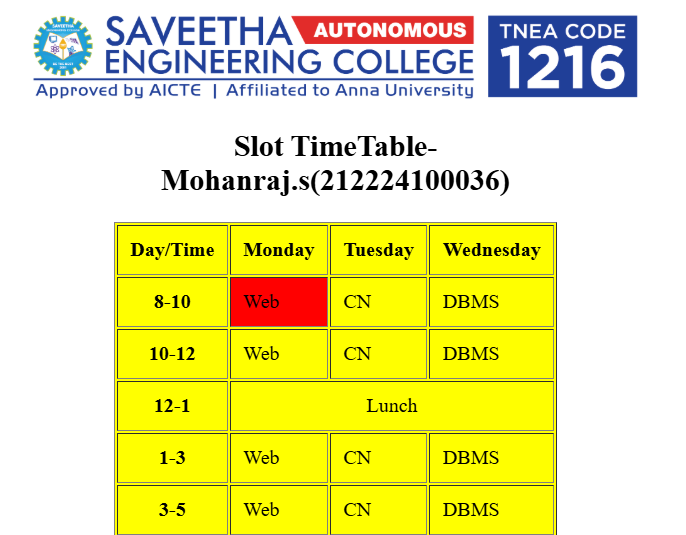 SAVEETHA AUTONOMOUS
ENGINEERING COLLEGE
Approved by AICTE | Affiliated to Anna University
TNEA CODE
1216
Slot TimeTable-
Mohanraj.s(212224100036)
Day/Time Monday Tuesday Wednesday
8-10 Web CN DBMS
10-12 Web CN DBMS
12-1 Lunch
1-3 Web CN DBMS
3-5 Web CN DBMS